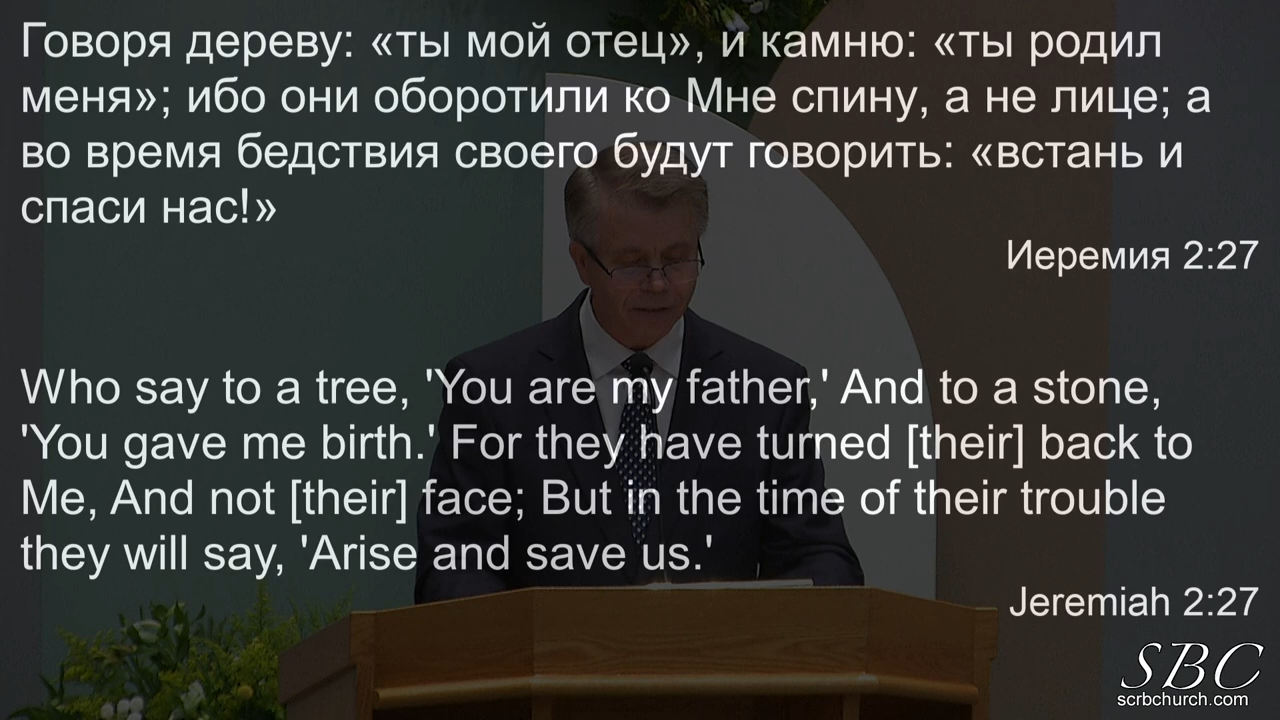 Говоря дереву: «ты мой отец», и камню: «ты родил
меня»; ибо они оборотили ко Мне спину, а не лице; а
во время бедствия своего будут говорить: «встань и
спаси нас!»
Иеремия 2:27
Who say to a tree, 'You are my father,' And to a stone,
'You gave me birth.' For they have turned [their] back to
Me, And not [their] face; But in the time of their trouble
they will say, 'Arise and save us.'
Jeremiah 2:27
SBC
scrbchurch.com